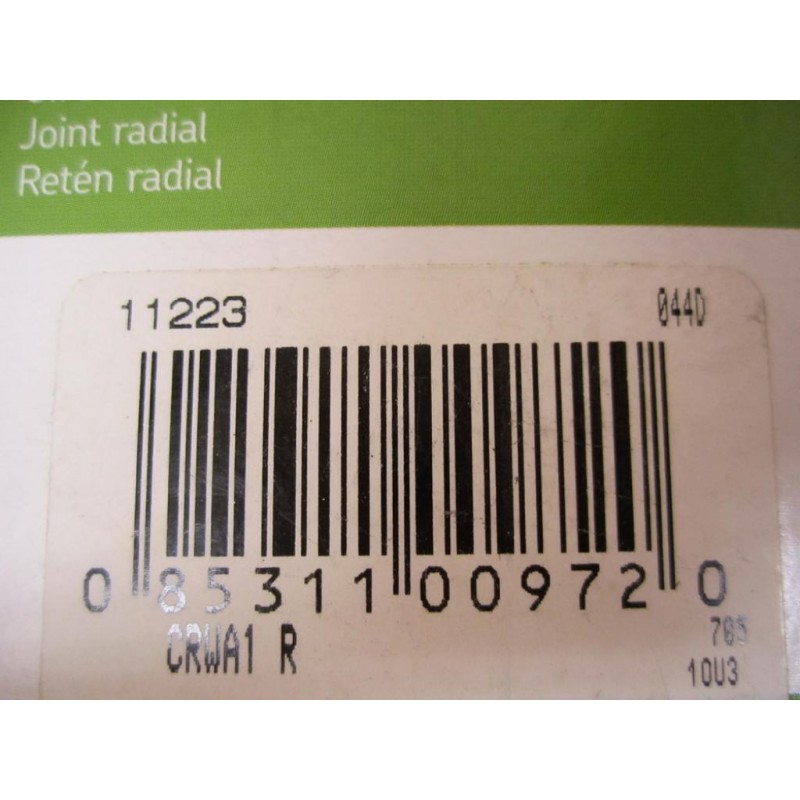 Joint radial
Retén radial
11223 044D
0 85311 00972 0
CRWA1 R 705
10U3